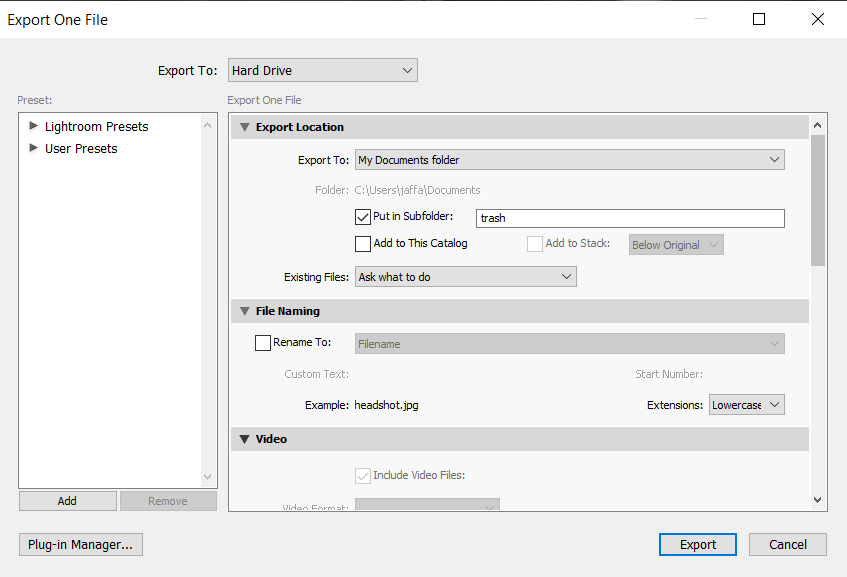 Export One File
Export To: Hard Drive
Preset:
Lightroom Presets
User Presets
Add Remove
Export One File
Export Location
Export To: My Documents folder
Folder: C:\Users\jaffa\Documents
Put in Subfolder: trash
Add to This Catalog Add to Stack: Below Original
Existing Files: Ask what to do
File Naming
Rename To: Filename
Custom Text: Start Number:
Example: headshot.jpg Extensions: Lowercase
Video
Include Video Files:
Video Format:
Plug-in Manager... Export Cancel